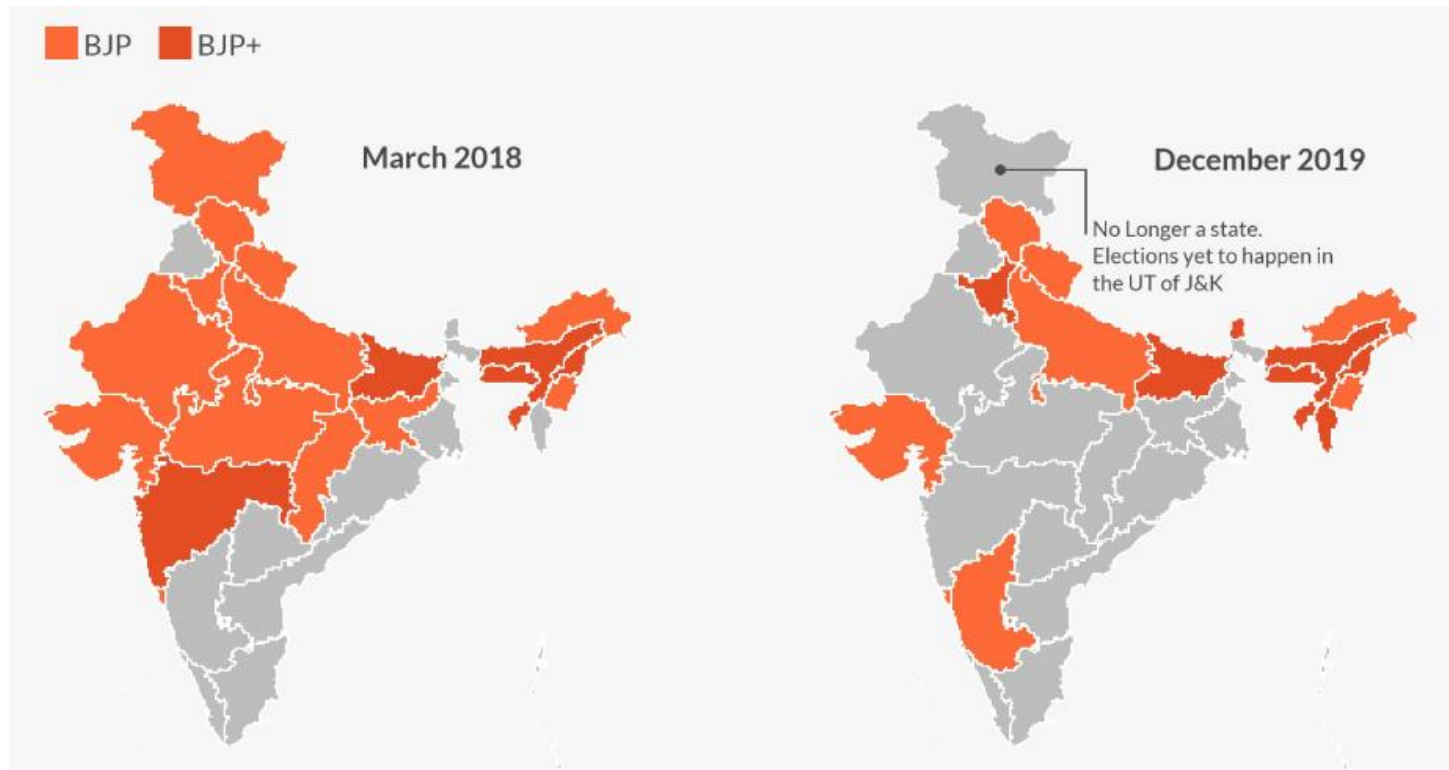 BJP BJP+
March 2018
December 2019
No Longer a state.
Elections yet to happen in
the UT of J&K